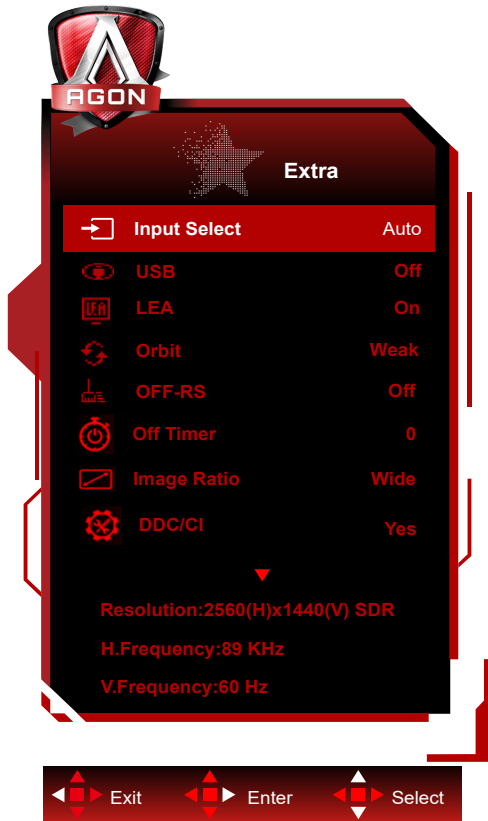 AGON
Extra
Input Select Auto
USB Off
LEA LEA On
Orbit Weak
OFF-RS Off
Off Timer 0
Image Ratio Wide
DDC/CI Yes
Resolution:2560(H)x1440(V) SDR
H.Frequency:89 KHz
V.Frequency:60 Hz
Exit Enter Select